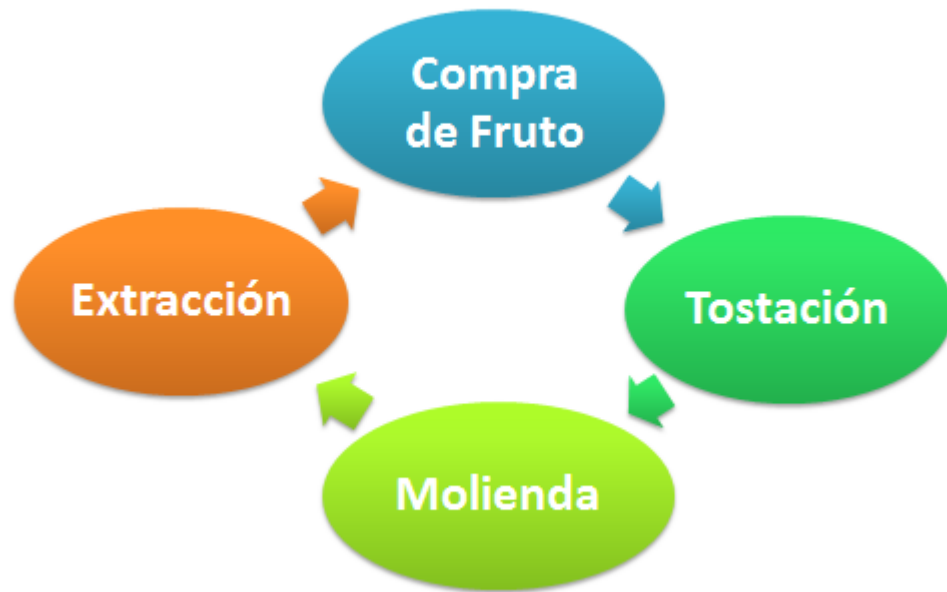 Compra
de Fruto
Tostación
Molienda
Extracción